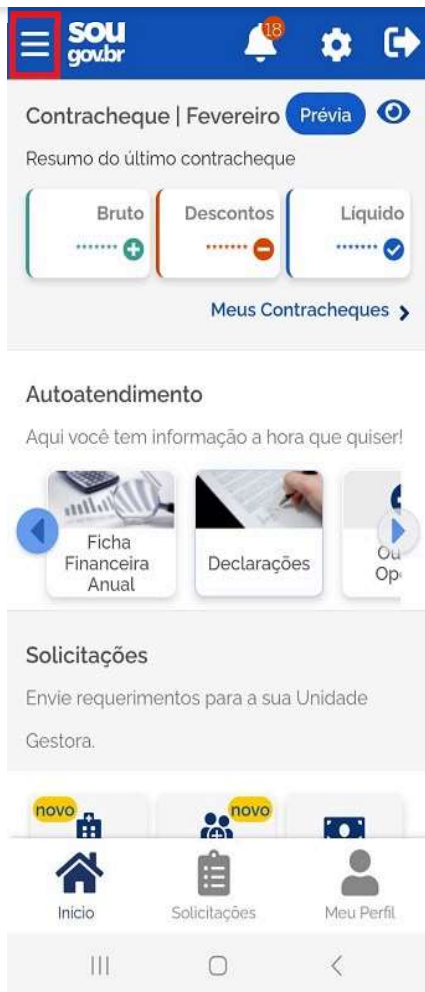 sou
gov.br
18
Contracheque | Fevereiro
Prévia
Resumo do último contracheque
Bruto
*******
Descontos
*******
Líquido
*******
Meus Contracheques
Autoatendimento
Aqui você tem informação a hora que quiser!
Ficha
Financeira
Anual
Declarações
Solicitações
Envie requerimentos para a sua Unidade
Gestora.
novo
novo
Inicio
Solicitações
Meu Perfil